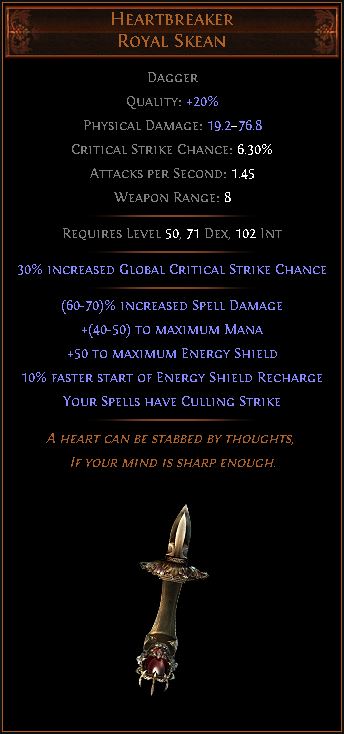 Heartbreaker
Royal Skean
Dagger
Quality: +20%
Physical Damage: 19.2–76.8
Critical Strike Chance: 6.30%
Attacks per Second: 1.45
Weapon Range: 8
Requires Level 50, 71 Dex, 102 Int
30% increased Global Critical Strike Chance
(60-70)% increased Spell Damage
+(40-50) to maximum Mana
+50 to maximum Energy Shield
10% faster start of Energy Shield Recharge
Your Spells have Culling Strike
A heart can be stabbed by thoughts,
If your mind is sharp enough.